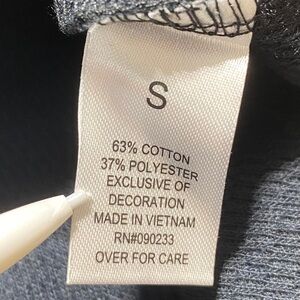 S
63% COTTON
37% POLYESTER
EXCLUSIVE OF
DECORATION
MADE IN VIETNAM
RN#090233
OVER FOR CARE